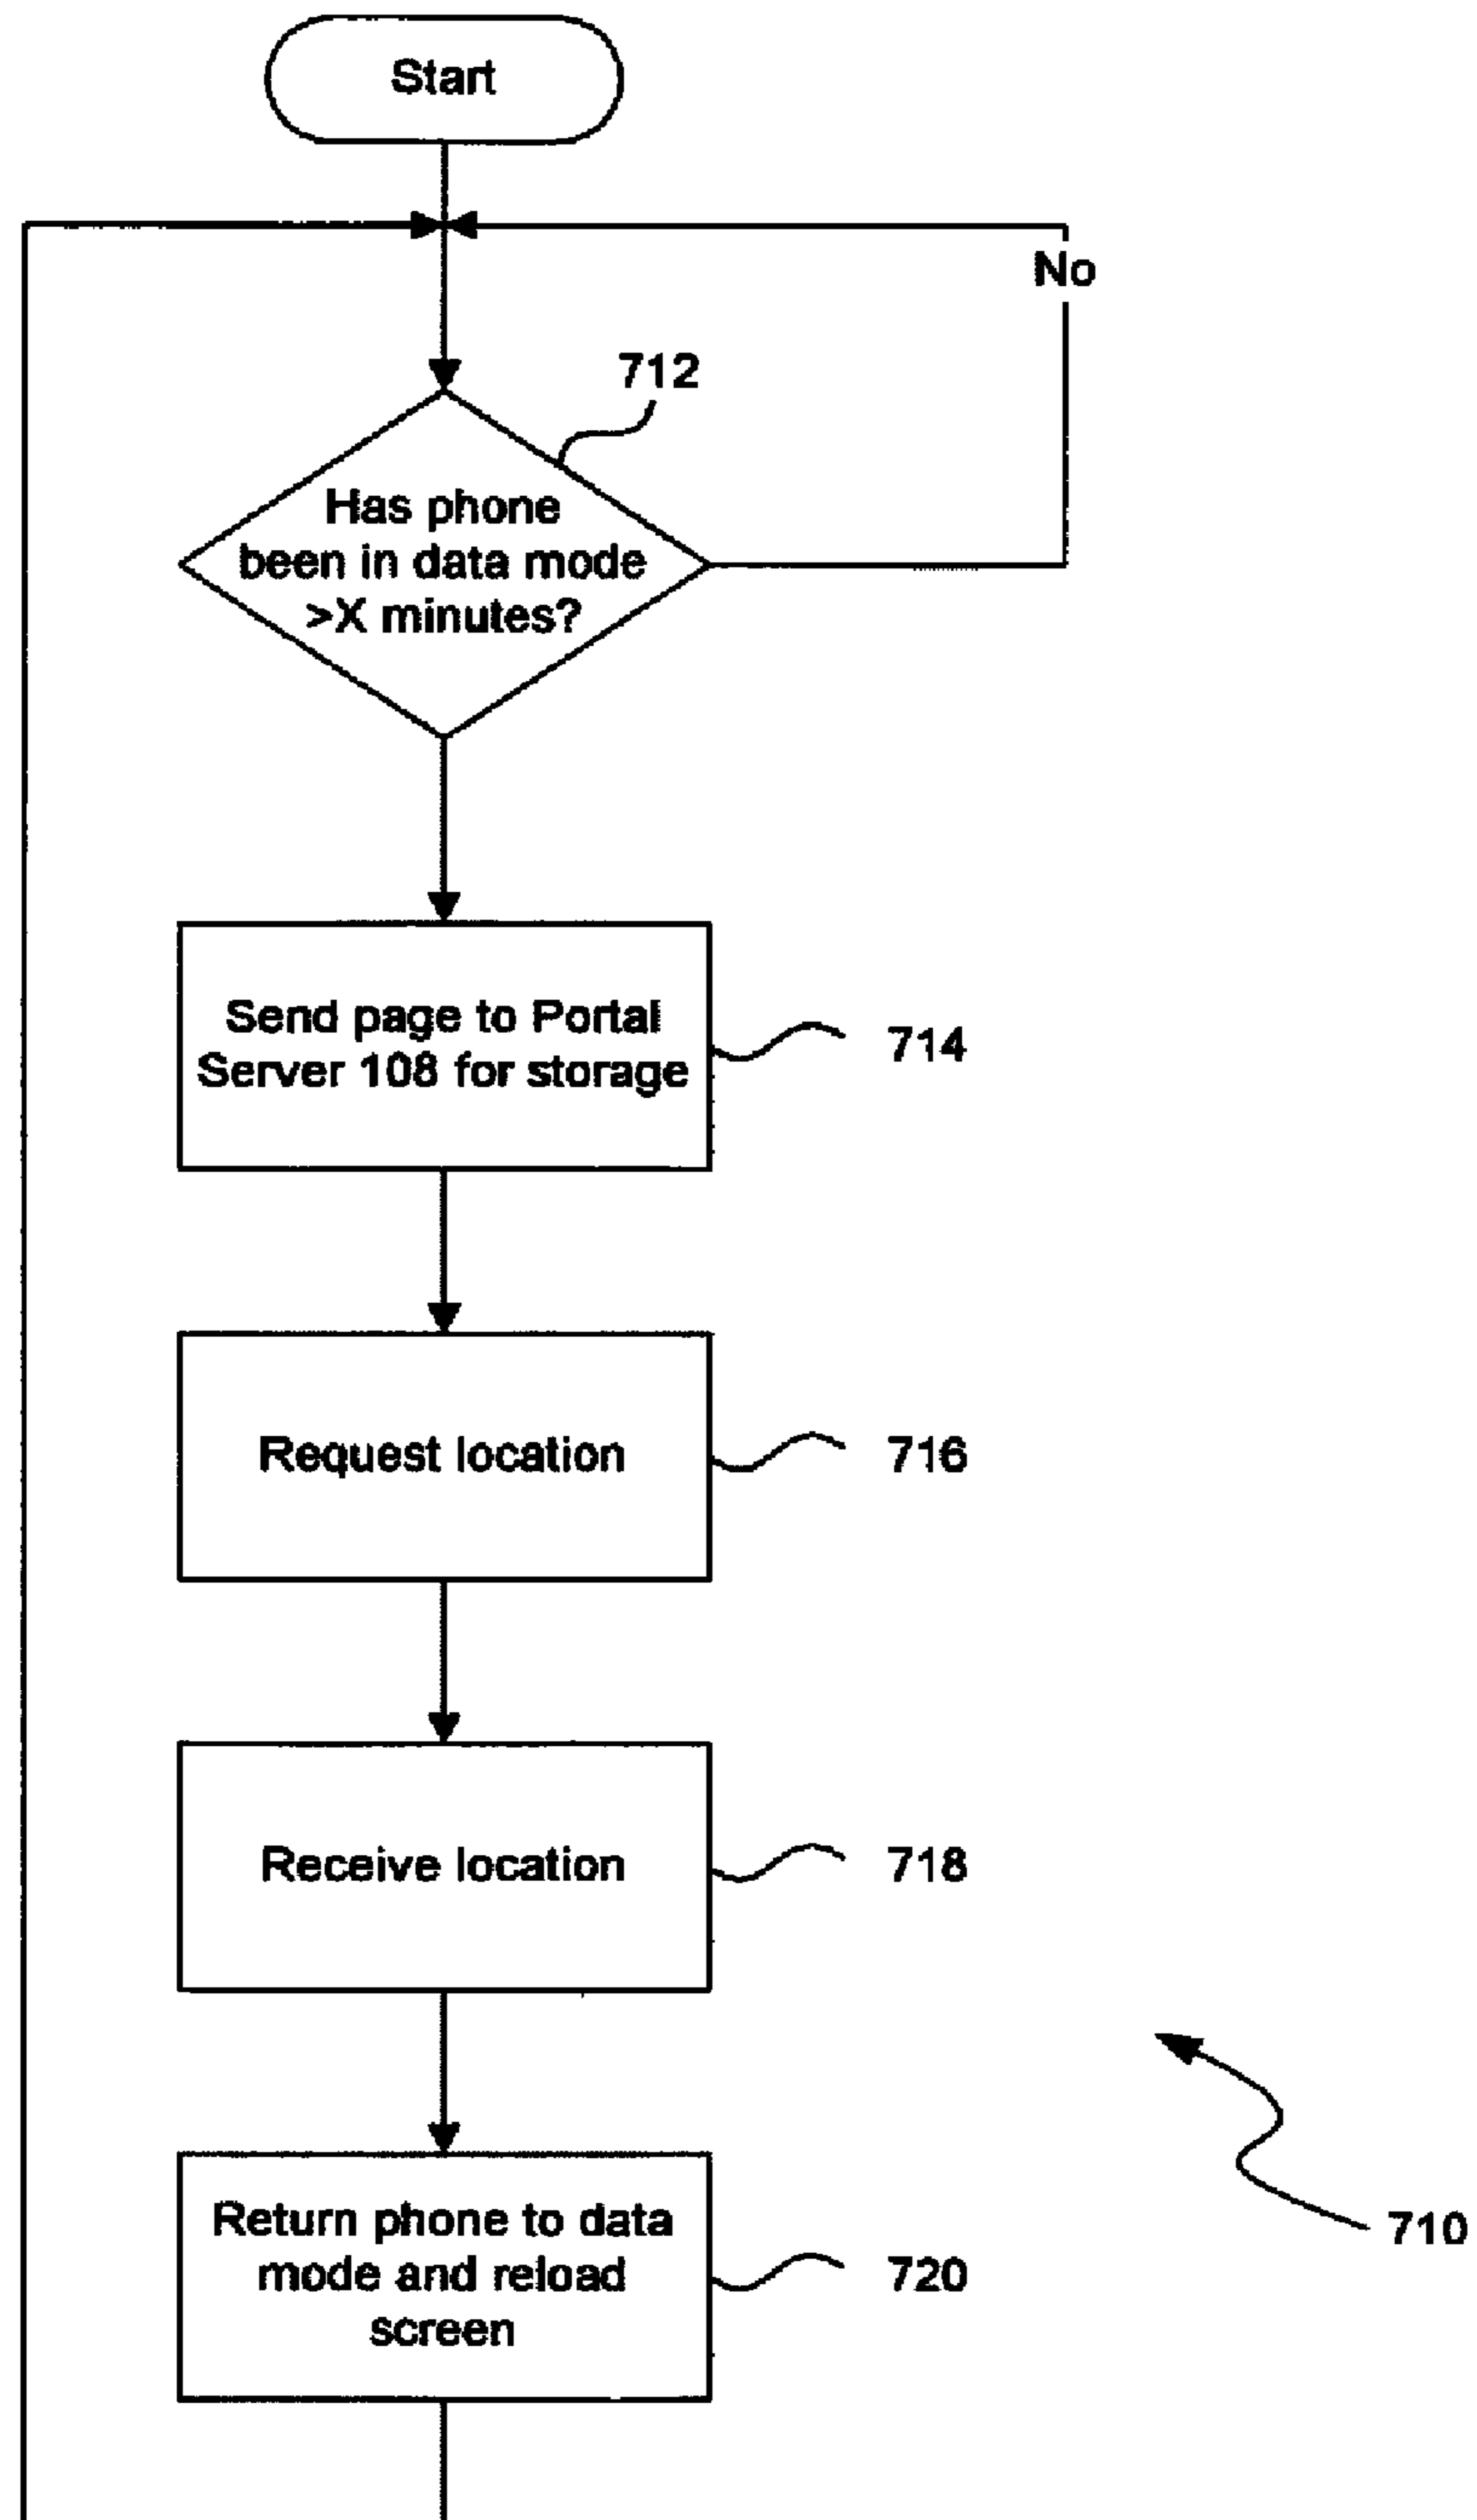 Start
No
712
Has phone
been in data mode
>X minutes?
Send page to Portal
Server 108 for storage
714
Request location
716
Receive location
718
Return phone to data
mode and reload
screen
720
710